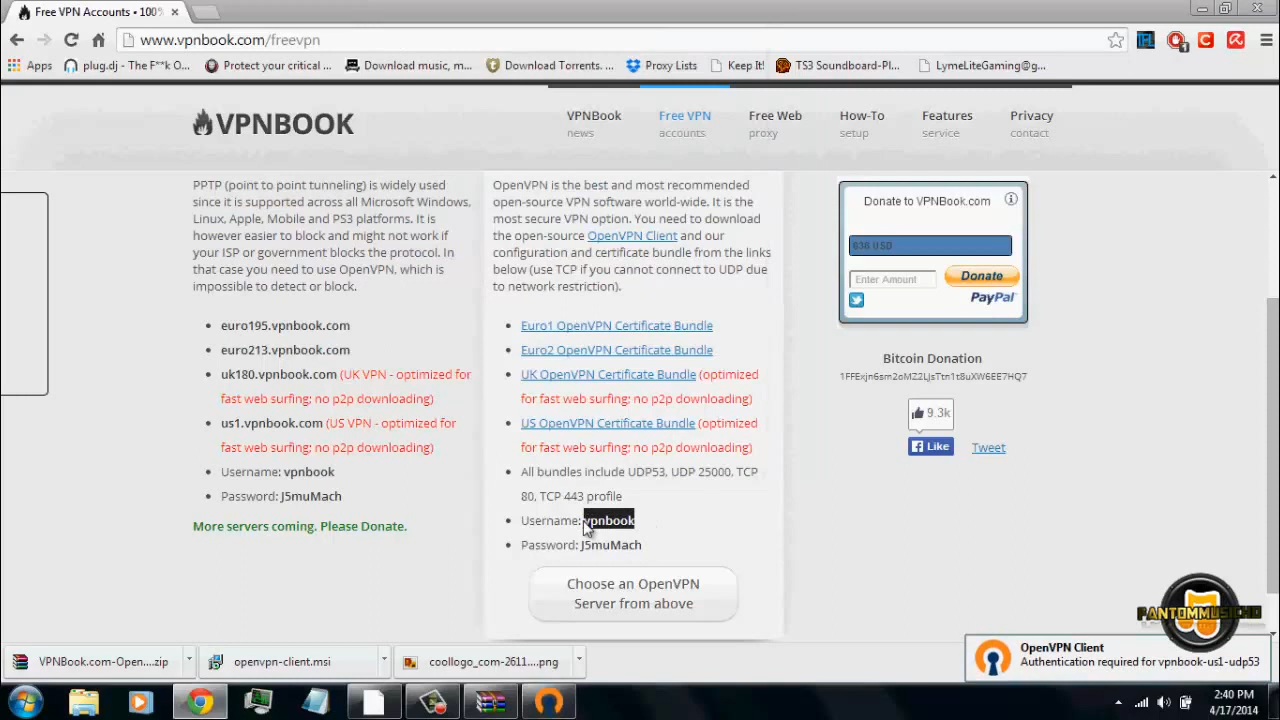 Free VPN Accounts • 100%
www.vpnbook.com/freevpn
Apps
plug.dj - The F**k O...
Protect your critical ...
Download music, m...
Download Torrents. ...
Proxy Lists
Keep It!
TS3 Soundboard-Pl...
LymeLiteGaming@g...
VPNBOOK
VPNBook
news
Free VPN
accounts
Free Web
proxy
How-To
setup
Features
service
Privacy
contact
PPTP (point to point tunneling) is widely used
since it is supported across all Microsoft Windows,
Linux, Apple, Mobile and PS3 platforms. It is
however easier to block and might not work if
your ISP or government blocks the protocol. In
that case you need to use OpenVPN, which is
impossible to detect or block.
euro195.vpnbook.com
euro213.vpnbook.com
uk180.vpnbook.com (UK VPN - optimized for
fast web surfing; no p2p downloading)
us1.vpnbook.com (US VPN - optimized for
fast web surfing; no p2p downloading)
Username: vpnbook
Password: J5muMach
More servers coming. Please Donate.
OpenVPN is the best and most recommended
open-source VPN software world-wide. It is the
most secure VPN option. You need to download
the open-source OpenVPN Client and our
configuration and certificate bundle from the links
below (use TCP if you cannot connect to UDP due
to network restriction).
Euro1 OpenVPN Certificate Bundle
Euro2 OpenVPN Certificate Bundle
UK OpenVPN Certificate Bundle (optimized
for fast web surfing; no p2p downloading)
US OpenVPN Certificate Bundle (optimized
for fast web surfing; no p2p downloading)
All bundles include UDP53, UDP 25000, TCP
80, TCP 443 profile
Username: vpnbook
Password: J5muMach
Choose an OpenVPN
Server from above
Donate to VPNBook.com
636 USD
Enter Amount
Donate
PayPal
Bitcoin Donation
1FFExjn6sm2oMZ2LjsTtn1t8uXW6EE7HQ7
9.3k
Like
Tweet
FANTOMMUSICHD
VPNBook.com-Open....zip
openvpn-client.msi
coollogo_com-2611....png
OpenVPN Client
Authentication required for vpnbook-us1-udp53
2:40 PM
4/17/2014